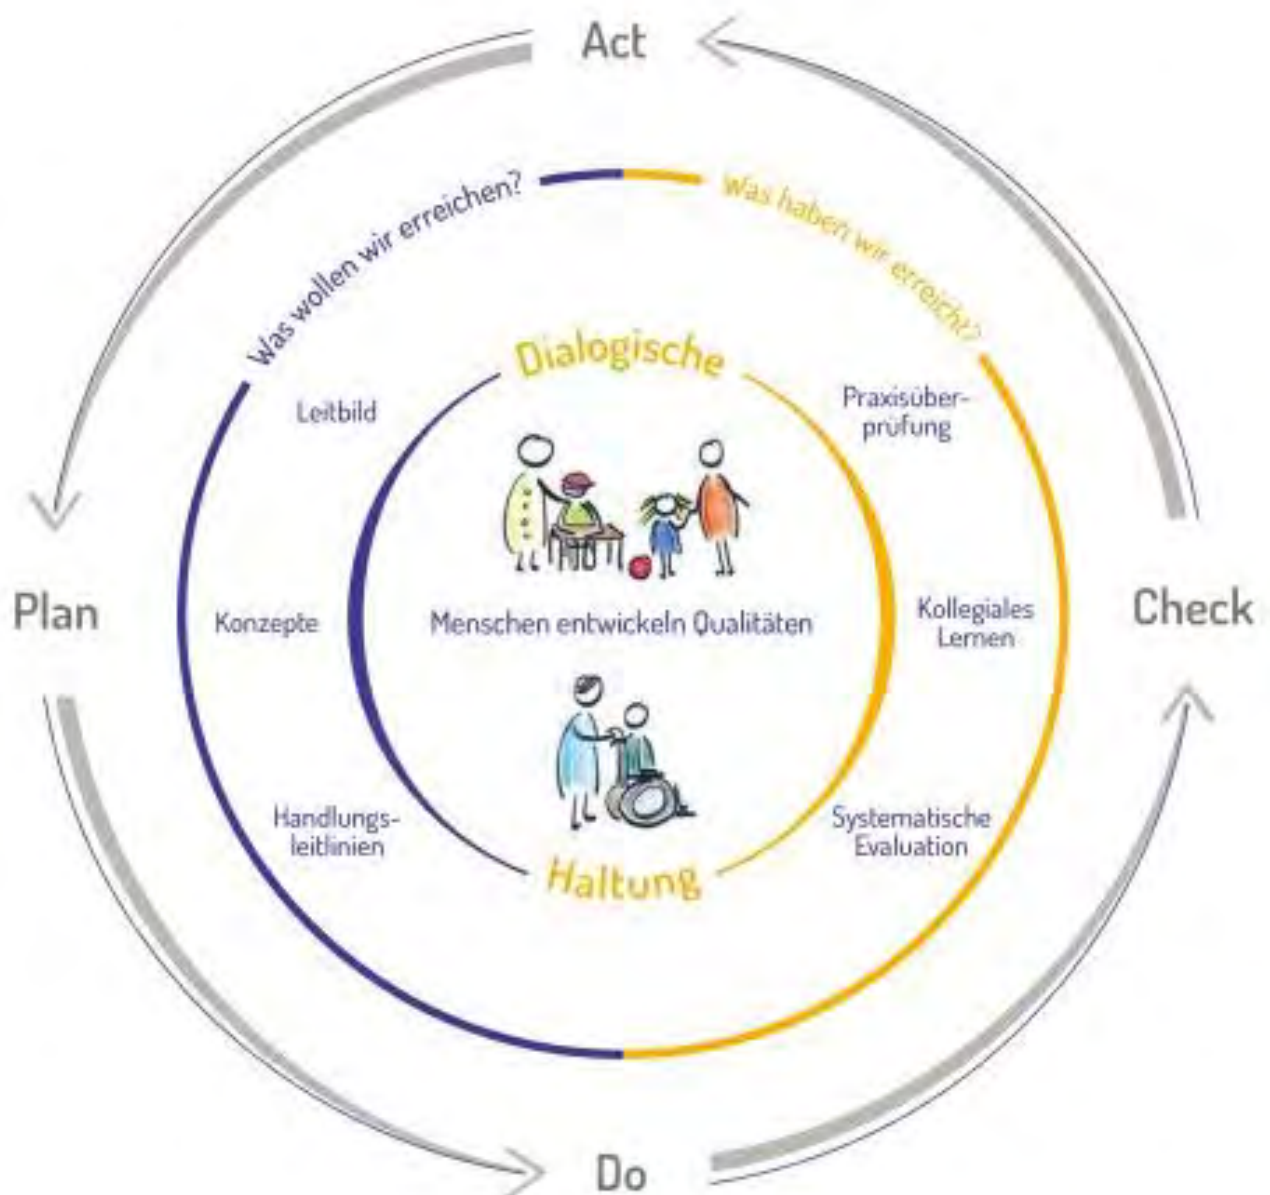 Act
Was wollen wir erreichen?
Was haben wir erreicht?
Dialogische
Leitbild
Praxisüber-
prüfung
Plan
Konzepte
Menschen entwickeln Qualitäten
Kollegiales
Lernen
Check
Handlungs-
leitlinien
Systematische
Evaluation
Haltung
Do